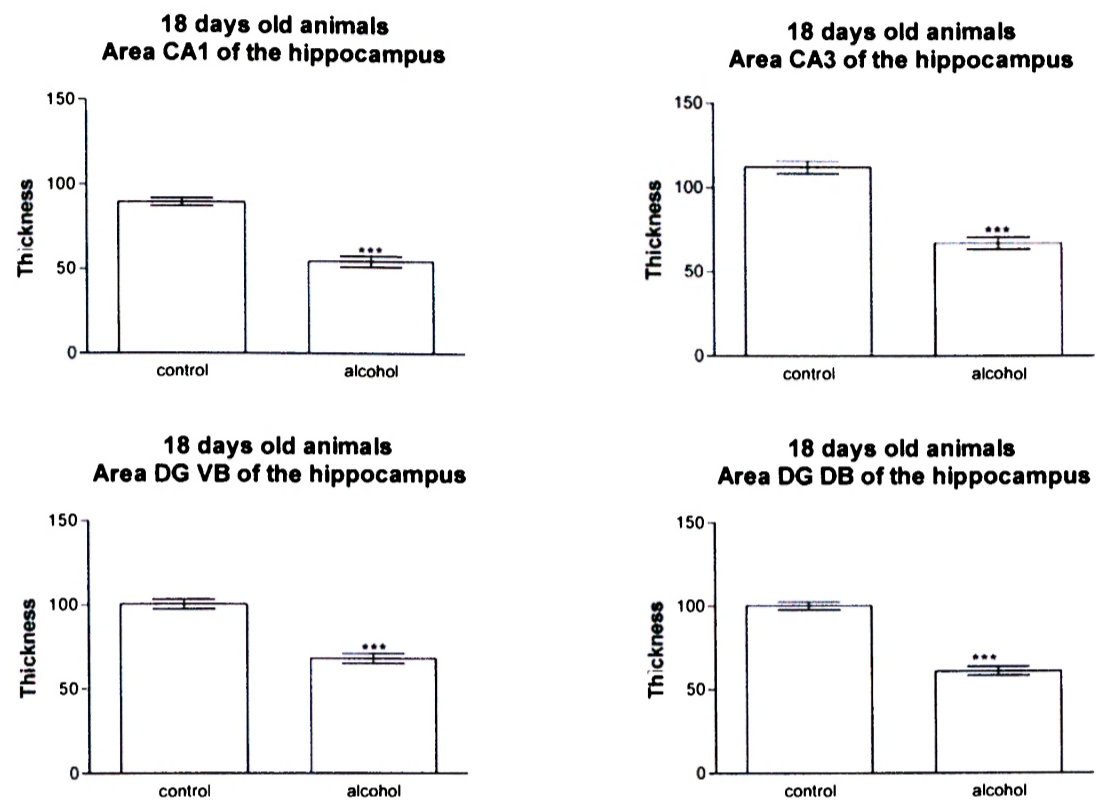 18 days old animals
Area CA1 of the hippocampus
150
100
50
0
Thickness
***
control
alcohol
18 days old animals
Area CA3 of the hippocampus
150
100
50
0
Thickness
***
control
alcohol
18 days old animals
Area DG VB of the hippocampus
150
100
50
0
Thickness
***
control
alcohol
18 days old animals
Area DG DB of the hippocampus
150
100
50
0
Thickness
***
control
alcohol